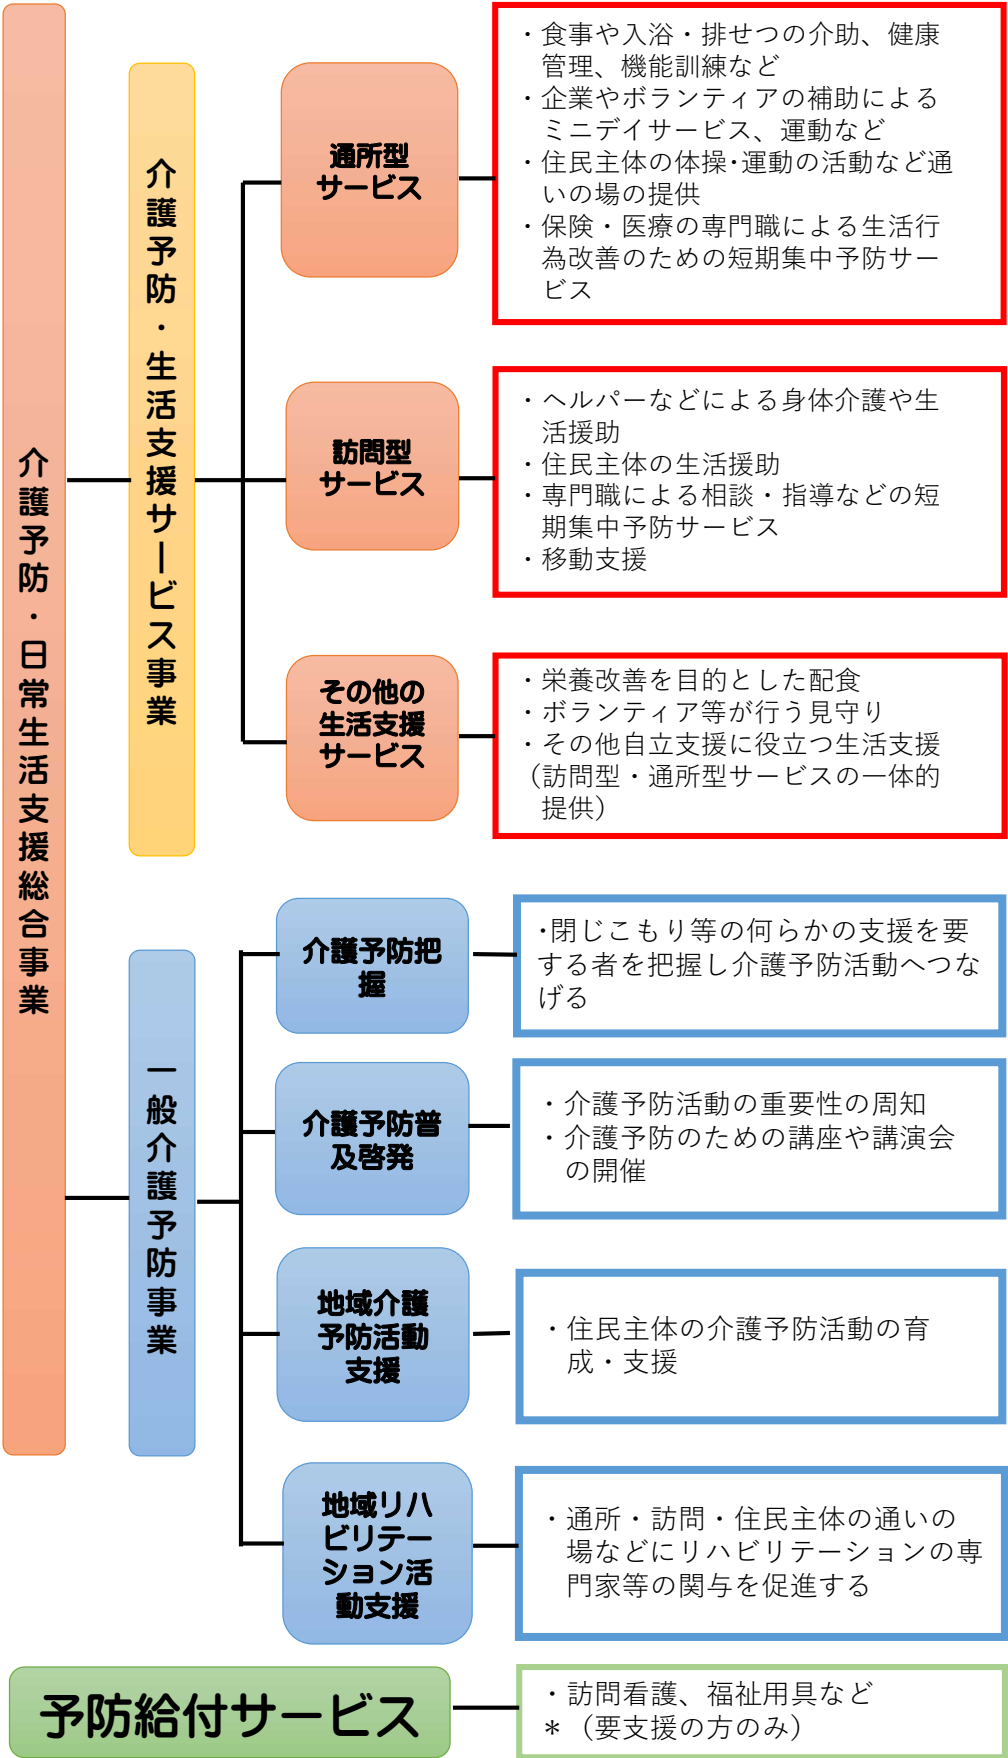 介護予防・日常生活支援総合事業
介護予防・生活支援サービス事業
通所型
サービス
・食事や入浴・排せつの介助、健康
管理、機能訓練など
・企業やボランティアの補助による
ミニデイサービス、運動など
・住民主体の体操･運動の活動など通
いの場の提供
・保険・医療の専門職による生活行
為改善のための短期集中予防サー
ビス
訪問型
サービス
・ヘルパーなどによる身体介護や生
活援助
・住民主体の生活援助
・専門職による相談・指導などの短
期集中予防サービス
・移動支援
その他の
生活支援
サービス
・栄養改善を目的とした配食
・ボランティア等が行う見守り
・その他自立支援に役立つ生活支援
（訪問型・通所型サービスの一体的
提供）
一般介護予防事業
介護予防把
握
･閉じこもり等の何らかの支援を要
する者を把握し介護予防活動へつな
げる
介護予防普
及啓発
・介護予防活動の重要性の周知
・介護予防のための講座や講演会
の開催
地域介護
予防活動
支援
・住民主体の介護予防活動の育
成・支援
地域リハ
ビリテー
ション活
動支援
・通所・訪問・住民主体の通いの
場などにリハビリテーションの専
門家等の関与を促進する
予防給付サービス
・訪問看護、福祉用具など
＊（要支援の方のみ）